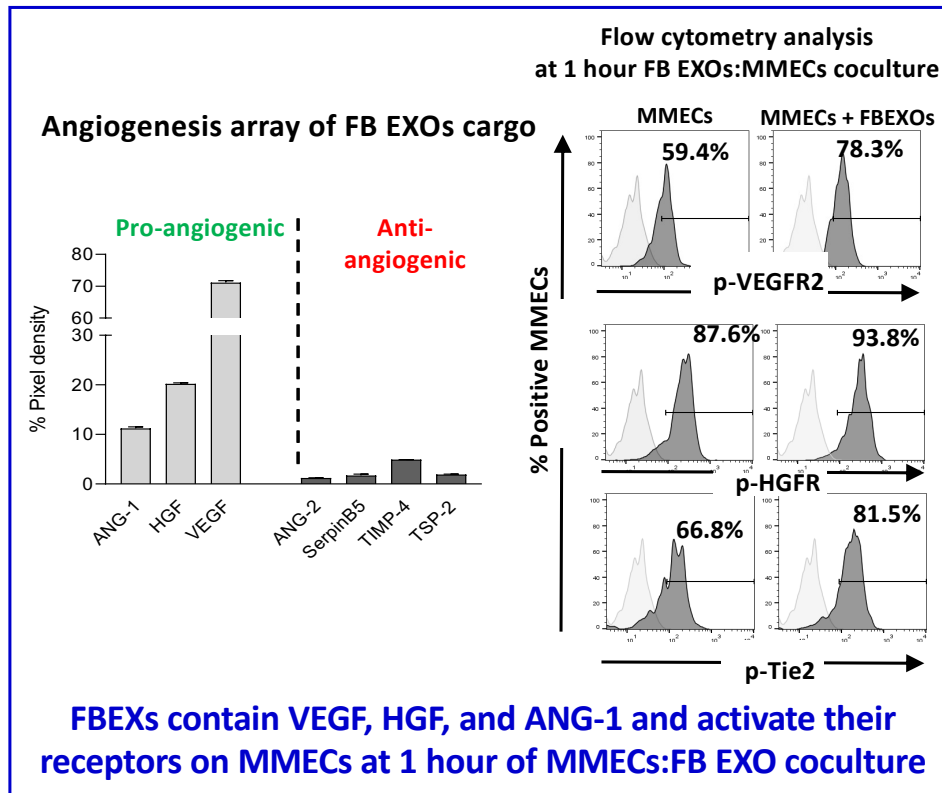 Flow cytometry analysis
at 1 hour FB EXOs:MMECs coculture
Angiogenesis array of FB EXOs cargo
Pro-angiogenic
Anti-
angiogenic
% Pixel density
80
70
60
30
20
10
0
ANG-1
HGF
VEGF
ANG-2
SerpinB5
TIMP-4
TSP-2
% Positive MMECs
MMECs
MMECs + FBEXOs
59.4%
78.3%
p-VEGFR2
87.6%
93.8%
p-HGFR
66.8%
81.5%
p-Tie2
FBEXs contain VEGF, HGF, and ANG-1 and activate their
receptors on MMECs at 1 hour of MMECs:FB EXO coculture